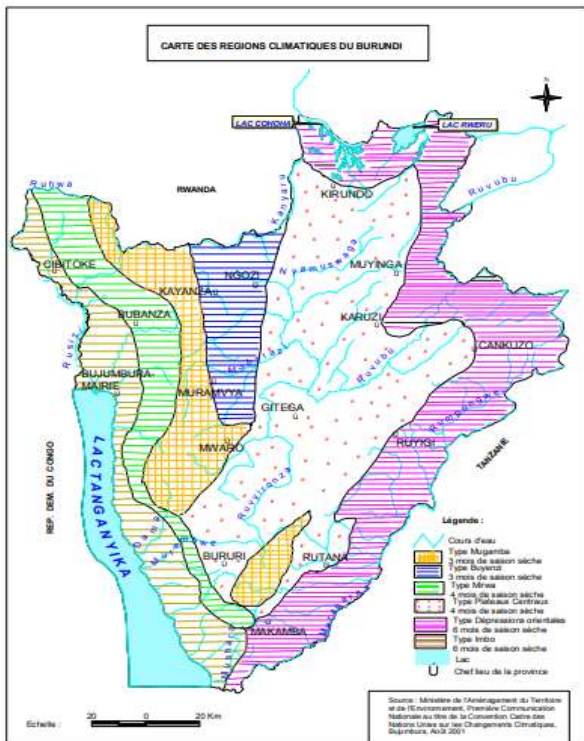 CARTE DES REGIONS CLIMATIQUES DU BURUNDI
N
LAC COHOHA
LAC RWERU
Ruhwa
RWANDA
Kanyaru
KIRUNDO
Ruvubu
CIBITOKE
NGOZI
Nyamuswaga
MUYINGA
KAYANZA
BUBANZA
KARUZI
Rusizi
CANKUZO
BUJUMBURA-
MAIRIE
MURAMVYA
Ruvubu
GITEGA
Rumpungwe
MWARO
RUYIGI
TANZANIE
REP. DEM. DU CONGO
LAC TANGANYIKA
Ruvyironza
Dama
Murembwe
BURURI
RUTANA
MAKAMBA
Légende :
Cours d'eau
Type Mugamba
3 mois de saison sèche
Type Buyenzi
3 mois de saison sèche
Type Mirwa
4 mois de saison sèche
Type Plateaux Centraux
4 mois de saison sèche
Type Dépressions orientales
6 mois de saison sèche
Type Imbo
6 mois de saison sèche
Lac
Chef lieu de la province
Echelle :
20 0 20 Km
Source : Ministère de l'Aménagement du Territoire
et de l'Environnement, Première Communication
Nationale au titre de la Convention Cadre des
Nations Unies sur les Changements Climatiques,
Bujumbura, Août 2001